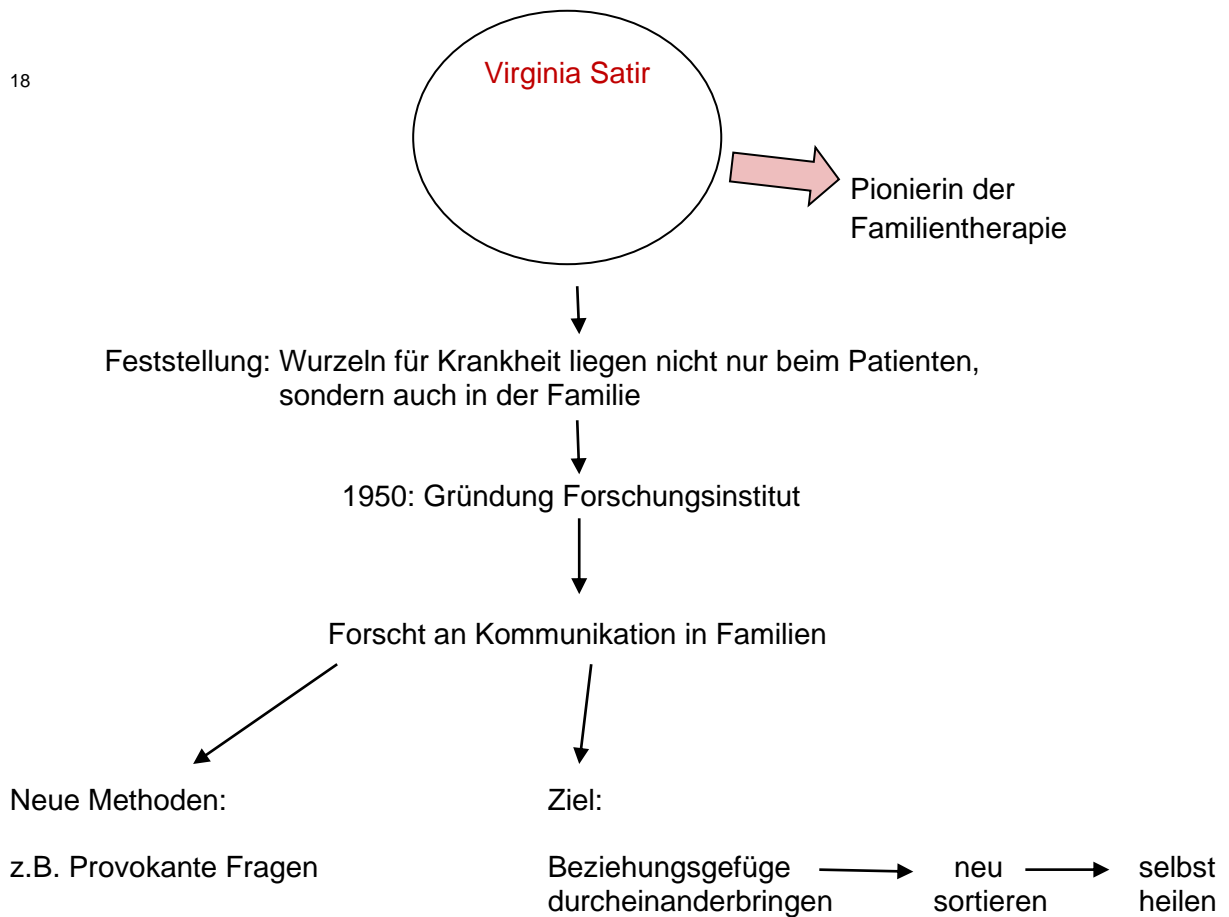 18
Virginia Satir
Pionierin der
Familientherapie
Feststellung: Wurzeln für Krankheit liegen nicht nur beim Patienten,
sondern auch in der Familie
1950: Gründung Forschungsinstitut
Forscht an Kommunikation in Familien
Neue Methoden:
z.B. Provokante Fragen
Ziel:
Beziehungsgefüge
durcheinanderbringen
neu
sortieren
selbst
heilen